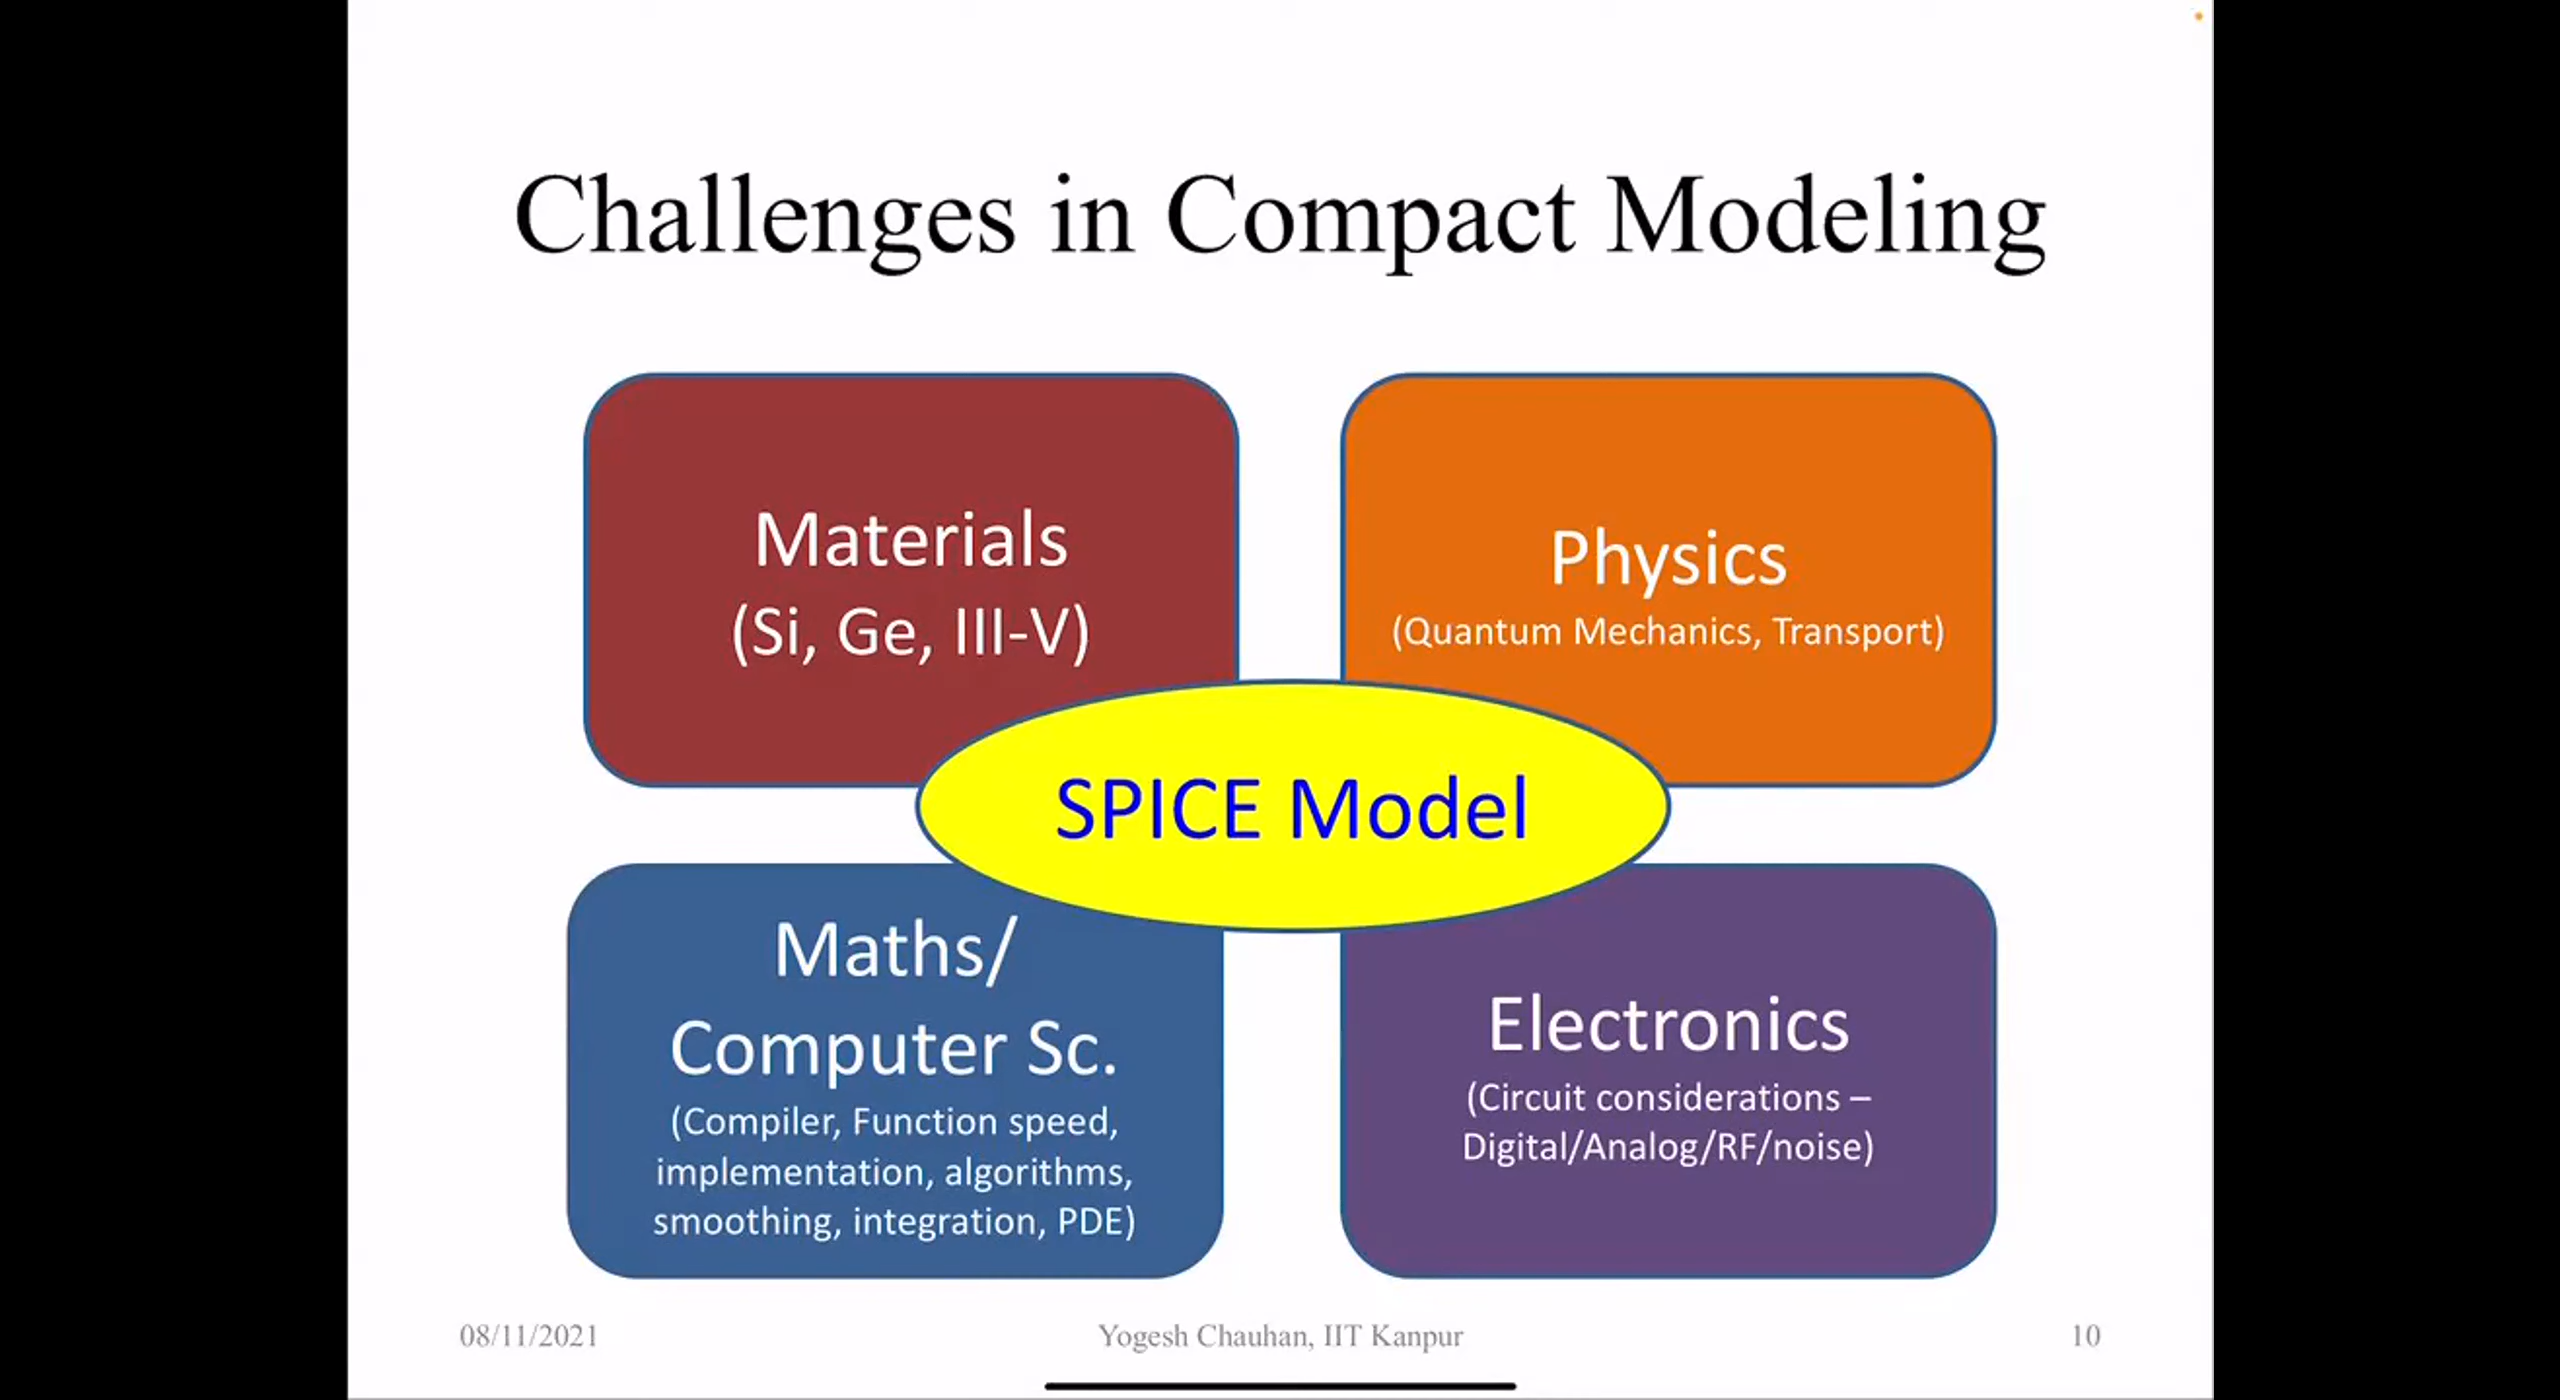 Challenges in Compact Modeling
Materials
(Si, Ge, III-V)
Physics
(Quantum Mechanics, Transport)
SPICE Model
Maths/
Computer Sc.
(Compiler, Function speed,
implementation, algorithms,
smoothing, integration, PDE)
Electronics
(Circuit considerations –
Digital/Analog/RF/noise)
08/11/2021
Yogesh Chauhan, IIT Kanpur
10